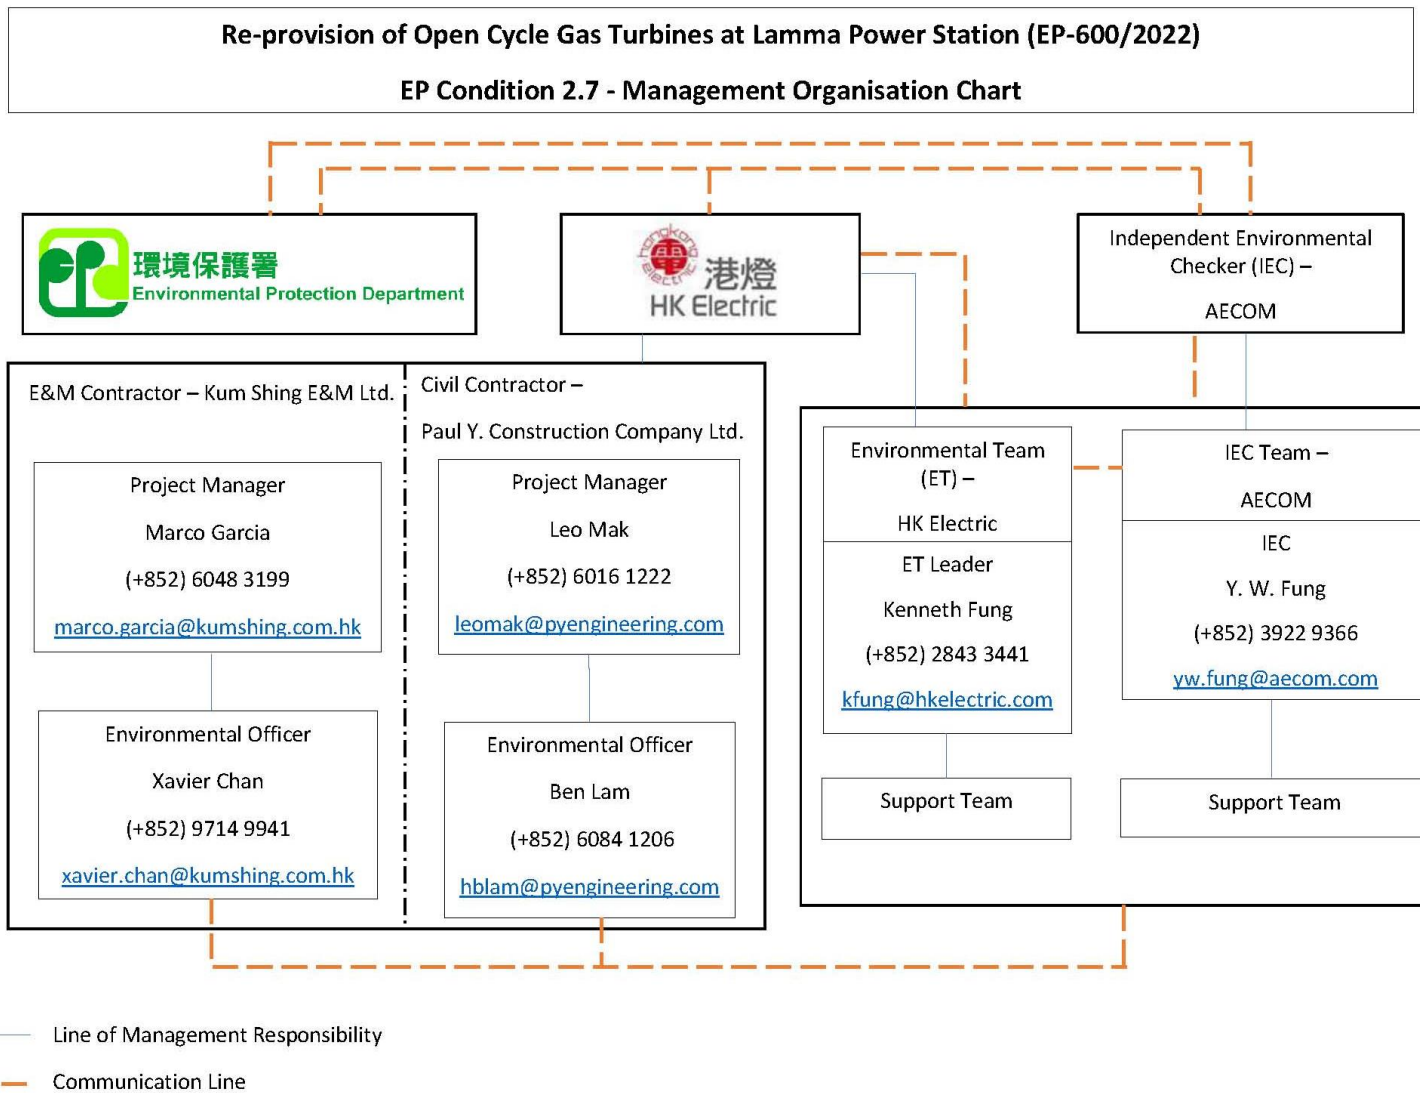 Re-provision of Open Cycle Gas Turbines at Lamma Power Station (EP-600/2022)
EP Condition 2.7 - Management Organisation Chart
環境保護署
Environmental Protection Department
hongkong
電
electric
港燈
HK Electric
Independent Environmental
Checker (IEC) –
AECOM
E&M Contractor – Kum Shing E&M Ltd.
Project Manager
Marco Garcia
(+852) 6048 3199
marco.garcia@kumshing.com.hk
Environmental Officer
Xavier Chan
(+852) 9714 9941
xavier.chan@kumshing.com.hk
Civil Contractor –
Paul Y. Construction Company Ltd.
Project Manager
Leo Mak
(+852) 6016 1222
leomak@pyengineering.com
Environmental Officer
Ben Lam
(+852) 6084 1206
hblam@pyengineering.com
Environmental Team
(ET) –
HK Electric
ET Leader
Kenneth Fung
(+852) 2843 3441
kfung@hkelectric.com
Support Team
IEC Team –
AECOM
IEC
Y. W. Fung
(+852) 3922 9366
yw.fung@aecom.com
Support Team
Line of Management Responsibility
Communication Line